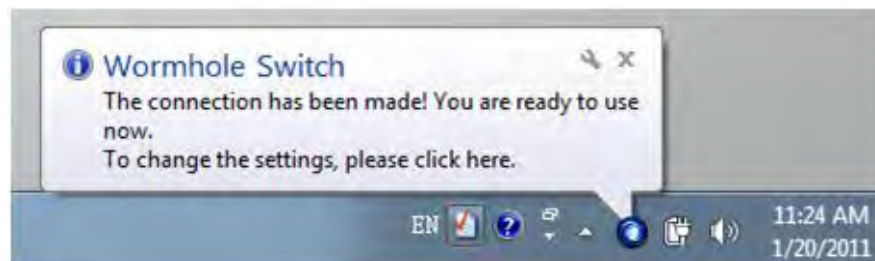 Wormhole Switch
The connection has been made! You are ready to use
now.
To change the settings, please click here.
EN
11:24 AM
1/20/2011